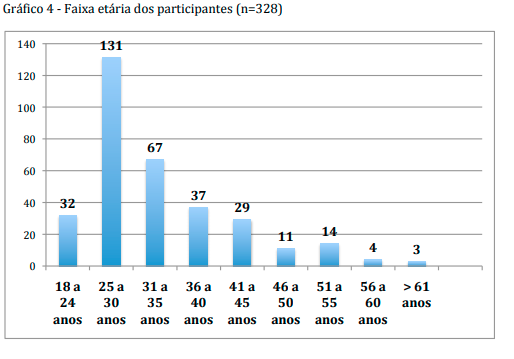 Gráfico 4 - Faixa etária dos participantes (n=328)
140
120
100
80
60
40
20
0
32
131
67
37
29
11
14
4
3
18 a
24
anos
25 a
30
anos
31 a
35
anos
36 a
40
anos
41 a
45
anos
46 a
50
anos
51 a
55
anos
56 a
60
anos
> 61
anos